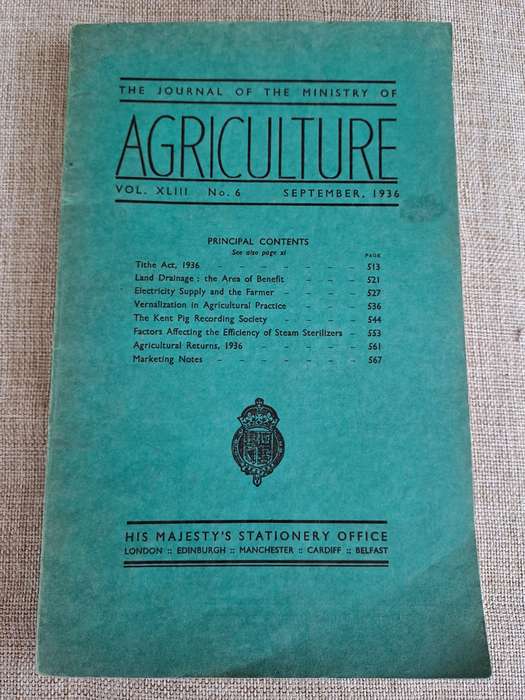 THE JOURNAL OF THE MINISTRY OF
AGRICULTURE
VOL. XLIII No. 6 SEPTEMBER, 1936
PRINCIPAL CONTENTS
See also page xi
PAGE
Tithe Act, 1936 – – – – – – – 513
Land Drainage : the Area of Benefit – – – – 521
Electricity Supply and the Farmer – – – – 527
Vernalization in Agricultural Practice – – – – 536
The Kent Pig Recording Society – – – – – 544
Factors Affecting the Efficiency of Steam Sterilizers – 553
Agricultural Returns, 1936 – – – – – – 561
Marketing Notes – – – – – – – – 567
HIS MAJESTY'S STATIONERY OFFICE
LONDON :: EDINBURGH :: MANCHESTER :: CARDIFF :: BELFAST